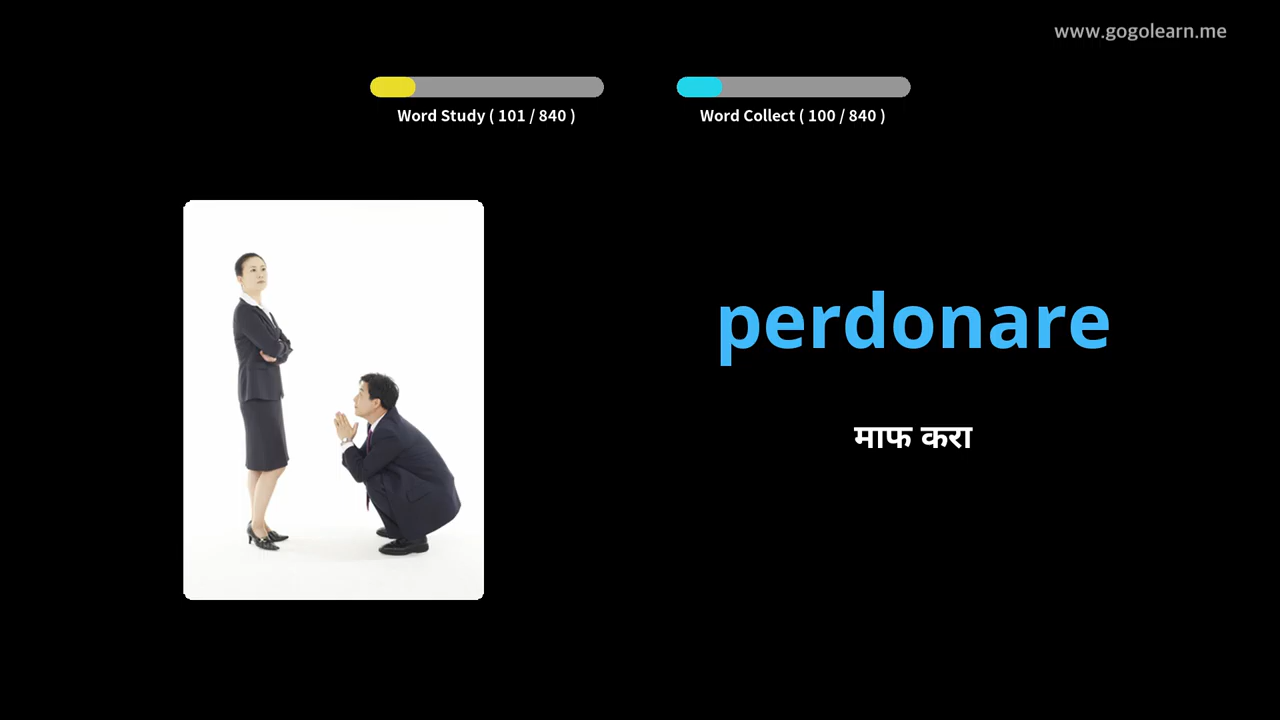 www.gogolearn.me
Word Study ( 101 / 840 )
Word Collect ( 100 / 840 )
perdonare
माफ करा